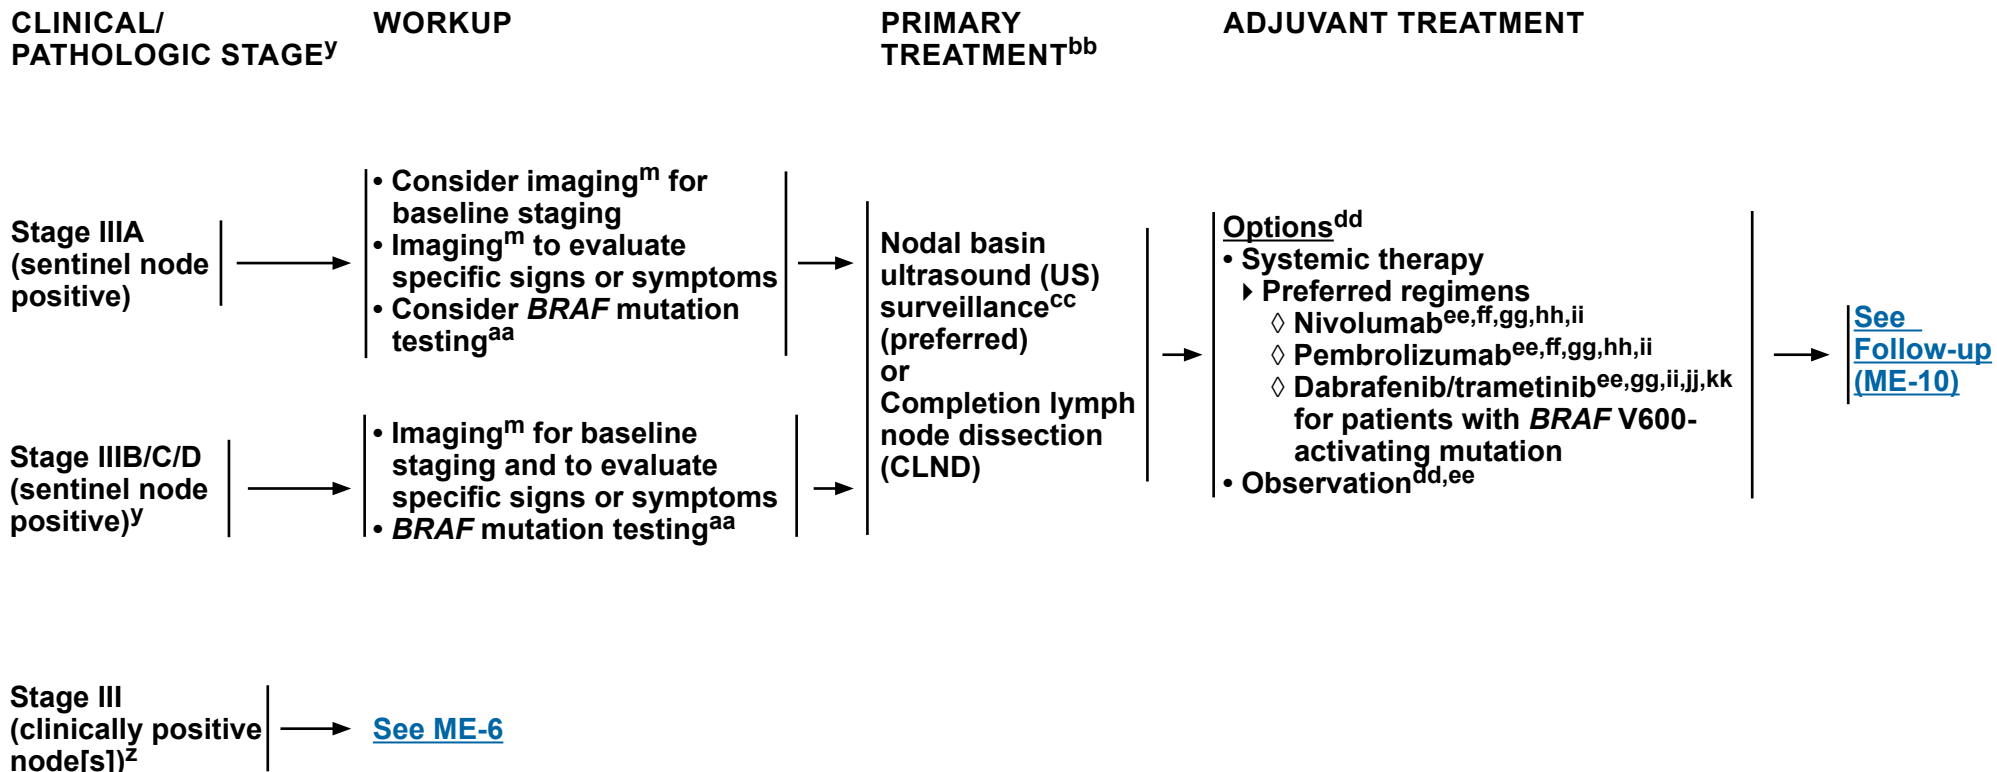 CLINICAL/
PATHOLOGIC STAGEy
WORKUP
PRIMARY
TREATMENTbb
ADJUVANT TREATMENT
Stage IIIA
(sentinel node
positive)
• Consider imagingm for
baseline staging
• Imagingm to evaluate
specific signs or symptoms
• Consider BRAF mutation
testingaa
Stage IIIB/C/D
(sentinel node
positive)y
• Imagingm for baseline
staging and to evaluate
specific signs or symptoms
• BRAF mutation testingaa
Nodal basin
ultrasound (US)
surveillancecc
(preferred)
or
Completion lymph
node dissection
(CLND)
Optionsdd
• Systemic therapy
▸ Preferred regimens
◊ Nivolumabee,ff,gg,hh,ii
◊ Pembrolizumabee,ff,gg,hh,ii
◊ Dabrafenib/trametinibee,gg,ii,jj,kk
for patients with BRAF V600-
activating mutation
• Observationdd,ee
See
Follow-up
(ME-10)
Stage III
(clinically positive
node[s])z
See ME-6